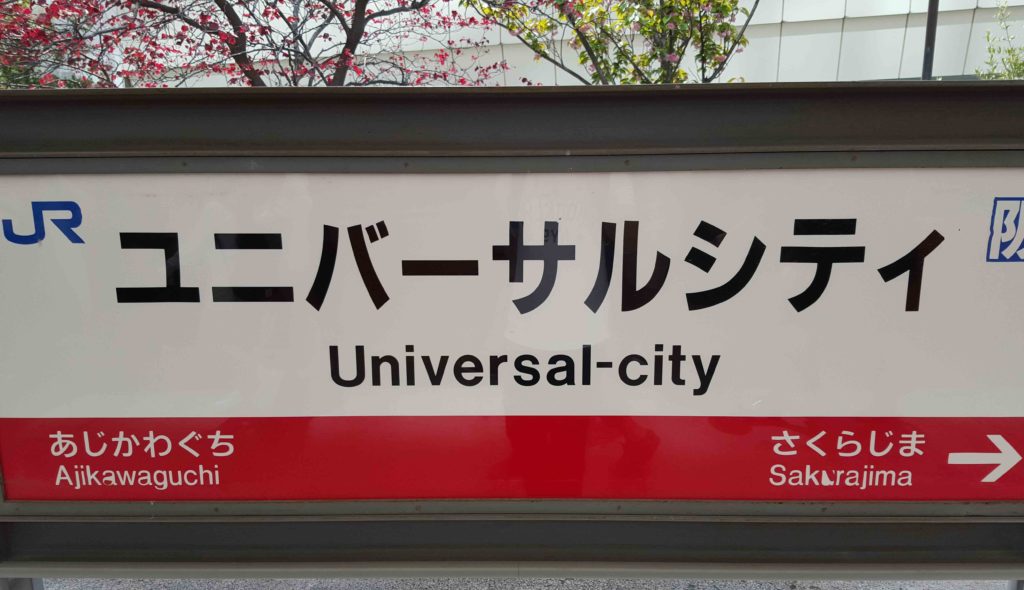 JR
ユニバーサルシティ
Universal-city
あじかわぐち
Ajikawaguchi
さくらじま
Sakurajima